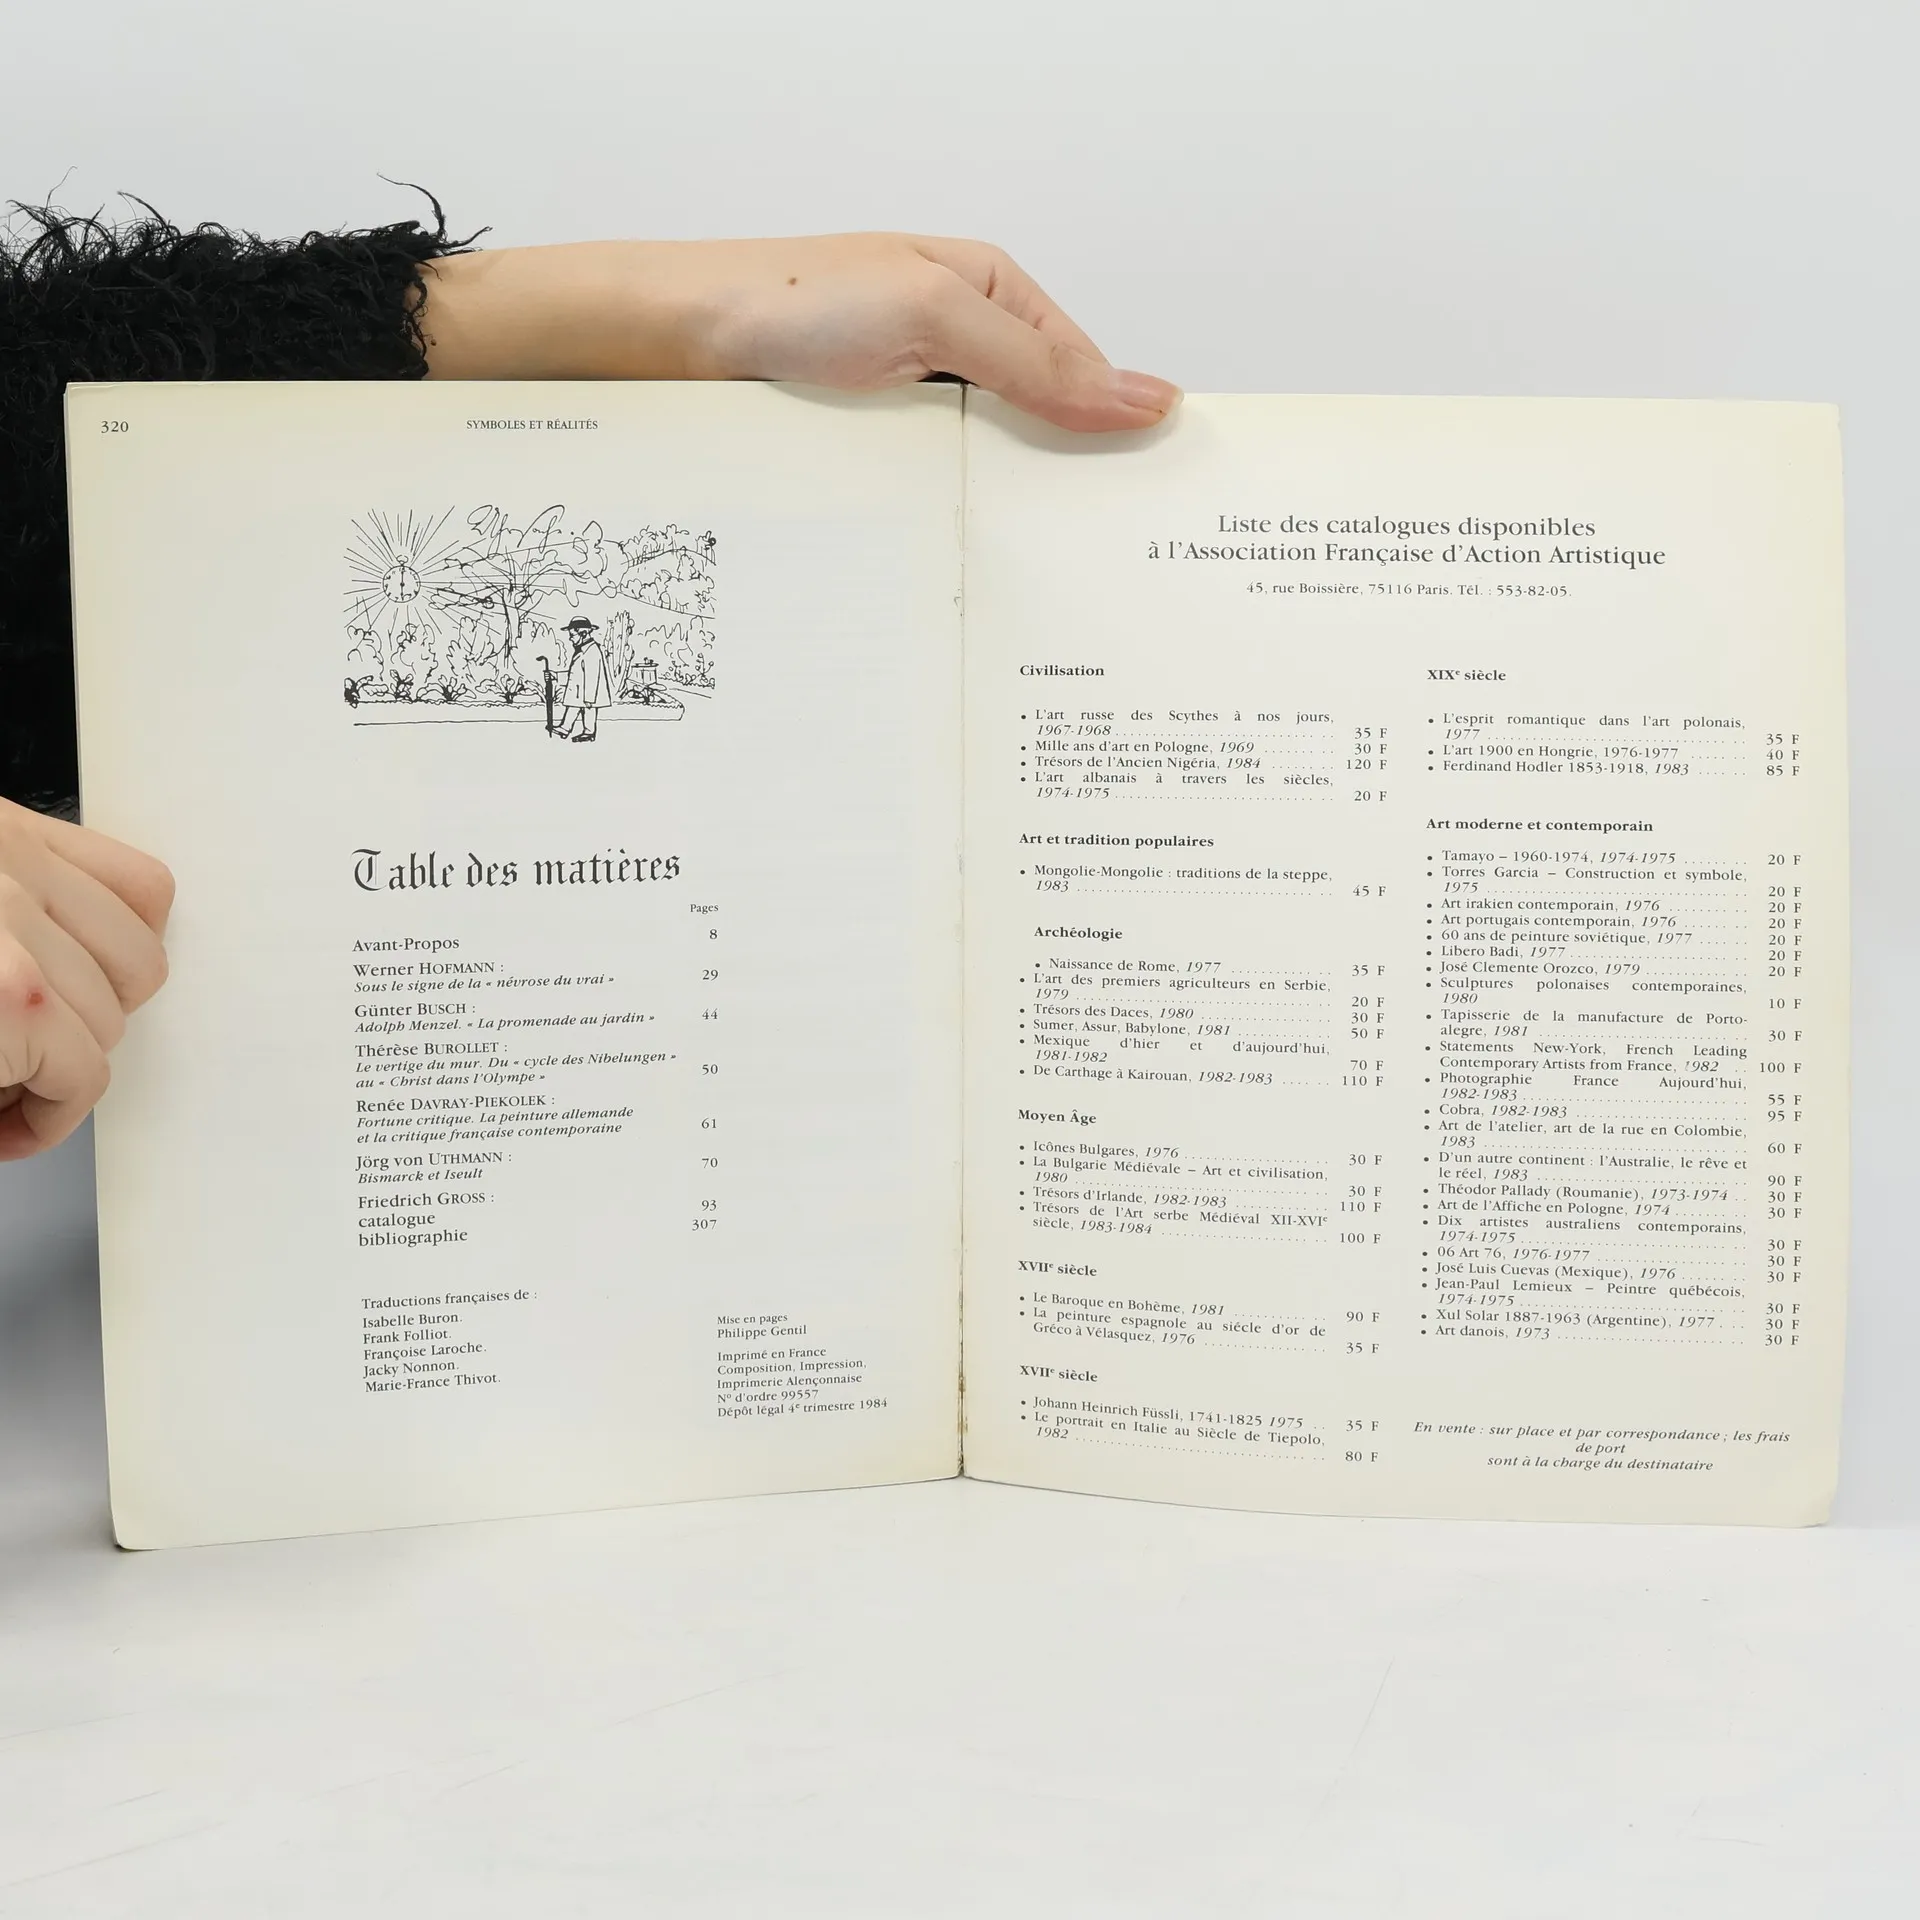 320
SYMBOLES ET RÉALITÉS
Table des matières
Pages
Avant-Propos 8
Werner HOFMANN :
Sous le signe de la « névrose du vrai » 29
Günter BUSCH :
Adolph Menzel. « La promenade au jardin » 44
Thérèse BUROLLET :
Le vertige du mur. Du « cycle des Nibelungen »
au « Christ dans l'Olympe » 50
Renée DAVRAY-PIEKOLEK :
Fortune critique. La peinture allemande
et la critique française contemporaine 61
Jörg von UTHMANN :
Bismarck et Iseult 70
Friedrich GROSS :
catalogue 93
bibliographie 307
Traductions françaises de :
Isabelle Buron.
Frank Folliot.
Françoise Laroche.
Jacky Nonnon.
Marie-France Thivot.
Mise en pages
Philippe Gentil
Imprimé en France
Composition, Impression,
Imprimerie Alençonnaise
N° d'ordre 99557
Dépôt légal 4e trimestre 1984
Liste des catalogues disponibles
à l'Association Française d'Action Artistique
45, rue Boissière, 75116 Paris. Tél. : 553-82-05.
Civilisation
• L'art russe des Scythes à nos jours,
1967-1968 35 F
• Mille ans d'art en Pologne, 1969 30 F
• Trésors de l'Ancien Nigéria, 1984 120 F
• L'art albanais à travers les siècles,
1974-1975 20 F
Art et tradition populaires
• Mongolie-Mongolie : traditions de la steppe,
1983 45 F
Archéologie
• Naissance de Rome, 1977 35 F
• L'art des premiers agriculteurs en Serbie,
1979 20 F
• Trésors des Daces, 1980 30 F
• Sumer, Assur, Babylone, 1981 50 F
• Mexique d'hier et d'aujourd'hui,
1981-1982 70 F
• De Carthage à Kairouan, 1982-1983 110 F
Moyen Âge
• Icônes Bulgares, 1976 30 F
• La Bulgarie Médiévale – Art et civilisation,
1980 30 F
• Trésors d'Irlande, 1982-1983 110 F
• Trésors de l'Art serbe Médiéval XII-XVIe
siècle, 1983-1984 100 F
XVIIe siècle
• Le Baroque en Bohème, 1981 90 F
• La peinture espagnole au siécle d'or de
Gréco à Vélasquez, 1976 35 F
XVIIe siècle
• Johann Heinrich Füssli, 1741-1825 1975 35 F
• Le portrait en Italie au Siècle de Tiepolo,
1982 80 F
XIXe siècle
• L'esprit romantique dans l'art polonais,
1977 35 F
• L'art 1900 en Hongrie, 1976-1977 40 F
• Ferdinand Hodler 1853-1918, 1983 85 F
Art moderne et contemporain
• Tamayo – 1960-1974, 1974-1975 20 F
• Torres Garcia – Construction et symbole,
1975 20 F
• Art irakien contemporain, 1976 20 F
• Art portugais contemporain, 1976 20 F
• 60 ans de peinture soviétique, 1977 20 F
• Libero Badi, 1977 20 F
• José Clemente Orozco, 1979 20 F
• Sculptures polonaises contemporaines,
1980 10 F
• Tapisserie de la manufacture de Porto-
alegre, 1981 30 F
• Statements New-York, French Leading
Contemporary Artists from France, 1982 100 F
• Photographie France Aujourd'hui,
1982-1983 55 F
• Cobra, 1982-1983 95 F
• Art de l'atelier, art de la rue en Colombie,
1983 60 F
• D'un autre continent : l'Australie, le rêve et
le réel, 1983 90 F
• Théodor Pallady (Roumanie), 1973-1974 30 F
• Art de l'Affiche en Pologne, 1974 30 F
• Dix artistes australiens contemporains,
1974-1975 30 F
• 06 Art 76, 1976-1977 30 F
• José Luis Cuevas (Mexique), 1976 30 F
• Jean-Paul Lemieux – Peintre québécois,
1974-1975 30 F
• Xul Solar 1887-1963 (Argentine), 1977 30 F
• Art danois, 1973 30 F
En vente : sur place et par correspondance ; les frais
de port
sont à la charge du destinataire